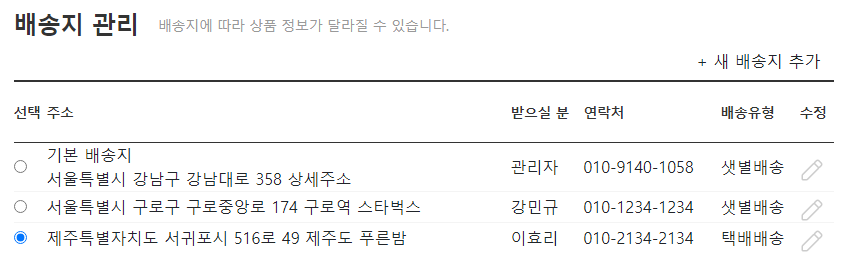 배송지 관리 배송지에 따라 상품 정보가 달라질 수 있습니다.
+ 새 배송지 추가
선택 주소 받으실 분 연락처 배송유형 수정
기본 배송지
서울특별시 강남구 강남대로 358 상세주소 관리자 010-9140-1058 샛별배송
서울특별시 구로구 구로중앙로 174 구로역 스타벅스 강민규 010-1234-1234 샛별배송
제주특별자치도 서귀포시 516로 49 제주도 푸른밤 이효리 010-2134-2134 택배배송